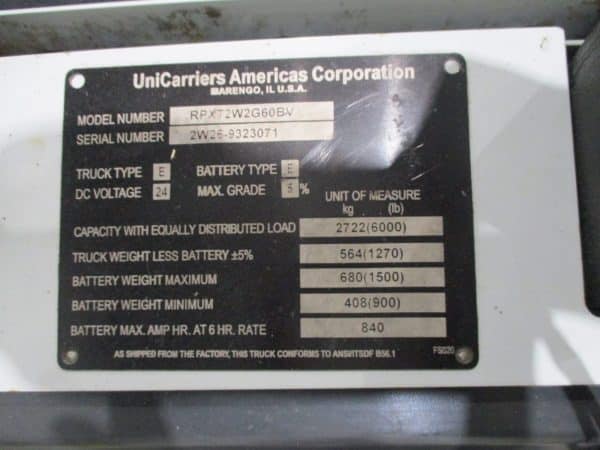 UniCarriers Americas Corporation
MARENGO, IL U.S.A.
MODEL NUMBER RPX72W2G60BV
SERIAL NUMBER 2W26-9323071
TRUCK TYPE E BATTERY TYPE E
DC VOLTAGE 24 MAX. GRADE 5 %
UNIT OF MEASURE
kg (lb)
CAPACITY WITH EQUALLY DISTRIBUTED LOAD 2722(6000)
TRUCK WEIGHT LESS BATTERY ±5% 564(1270)
BATTERY WEIGHT MAXIMUM 680(1500)
BATTERY WEIGHT MINIMUM 408(900)
BATTERY MAX. AMP HR. AT 6 HR. RATE 840
AS SHIPPED FROM THE FACTORY, THIS TRUCK CONFORMS TO ANSI/ITSDF B56.1